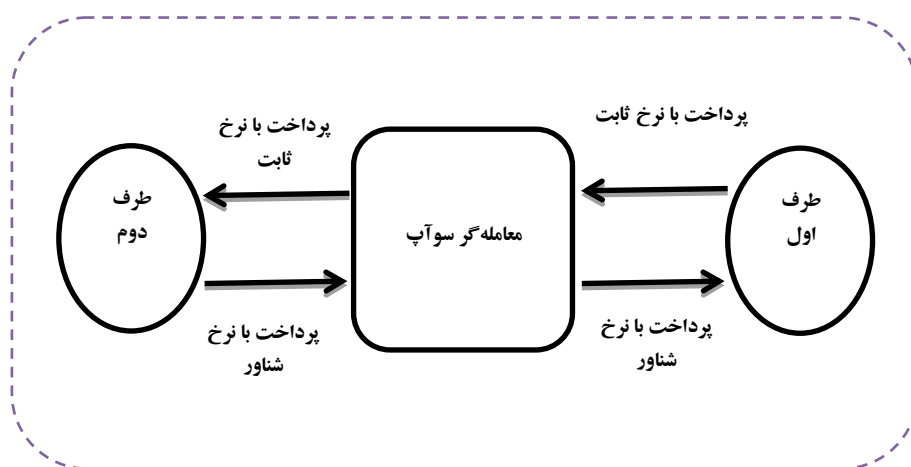 پرداخت با نرخ ثابت
پرداخت با نرخ
ثابت
طرف
اول
معامله‌گر سوآپ
طرف
دوم
پرداخت با نرخ
شناور
پرداخت با نرخ
شناور